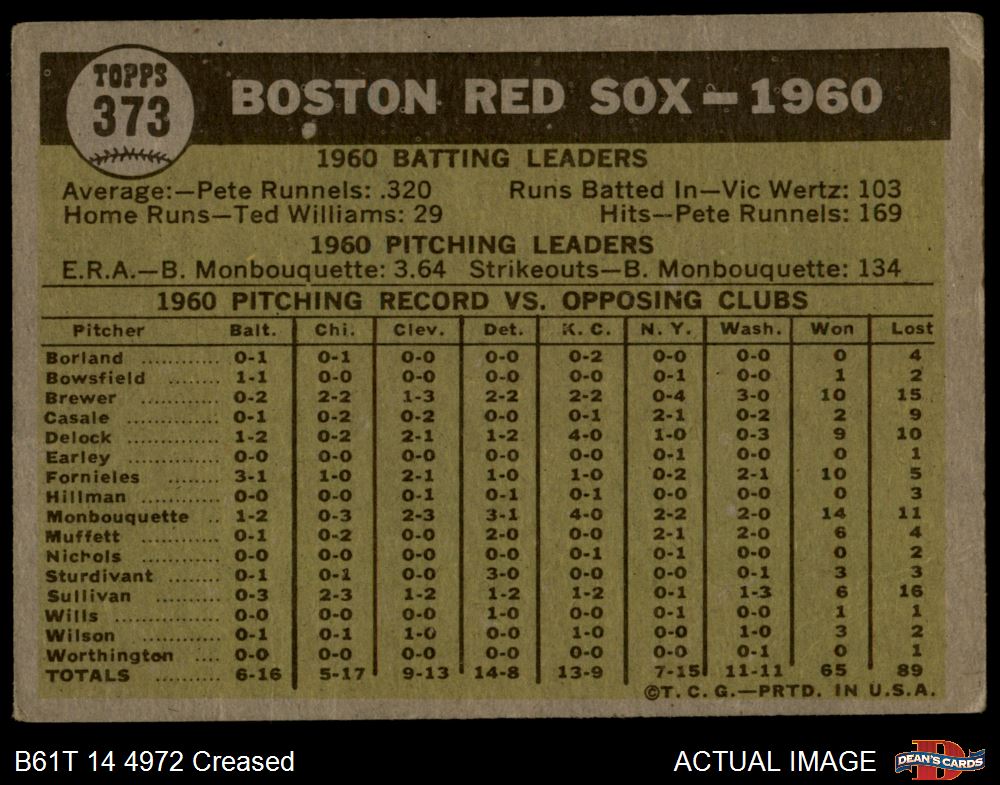 TOPPS
373
BOSTON RED SOX — 1960
1960 BATTING LEADERS
Average:—Pete Runnels: .320 Runs Batted In—Vic Wertz: 103
Home Runs—Ted Williams: 29 Hits—Pete Runnels: 169
1960 PITCHING LEADERS
E.R.A.—B. Monbouquette: 3.64 Strikeouts—B. Monbouquette: 134
1960 PITCHING RECORD VS. OPPOSING CLUBS
Pitcher Balt. Chi. Clev. Det. K. C. N. Y. Wash. Won Lost
Borland ............ 0-1 0-1 0-0 0-0 0-2 0-0 0-0 0 4
Bowsfield ........ 1-1 0-0 0-0 0-0 0-0 0-1 0-0 1 2
Brewer ............ 0-2 2-2 1-3 2-2 2-2 0-4 3-0 10 15
Casale .............. 0-1 0-2 0-2 0-0 0-1 2-1 0-2 2 9
Delock .............. 1-2 0-2 2-1 1-2 4-0 1-0 0-3 9 10
Earley .............. 0-0 0-0 0-0 0-0 0-0 0-1 0-0 0 1
Fornieles .......... 3-1 1-0 2-1 1-0 1-0 0-2 2-1 10 5
Hillman ............ 0-0 0-0 0-1 0-1 0-1 0-0 0-0 0 3
Monbouquette .. 1-2 0-3 2-3 3-1 4-0 2-2 2-0 14 11
Muffett ............ 0-1 0-2 0-0 2-0 0-0 2-1 2-0 6 4
Nichols ............ 0-0 0-0 0-0 0-0 0-1 0-1 0-0 0 2
Sturdivant ........ 0-1 0-1 0-0 3-0 0-0 0-0 0-1 3 3
Sullivan .......... 0-3 2-3 1-2 1-2 1-2 0-1 1-3 6 16
Wills ................ 0-0 0-0 0-0 1-0 0-0 0-1 0-0 1 1
Wilson ............ 0-1 0-1 1-0 0-0 1-0 0-0 1-0 3 2
Worthington .... 0-0 0-0 0-0 0-0 0-0 0-0 0-1 0 1
TOTALS .......... 6-16 5-17 9-13 14-8 13-9 7-15 11-11 65 89
©T. C. G.—PRTD. IN U.S.A.
B61T 14 4972 Creased ACTUAL IMAGE
D
DEAN'S CARDS